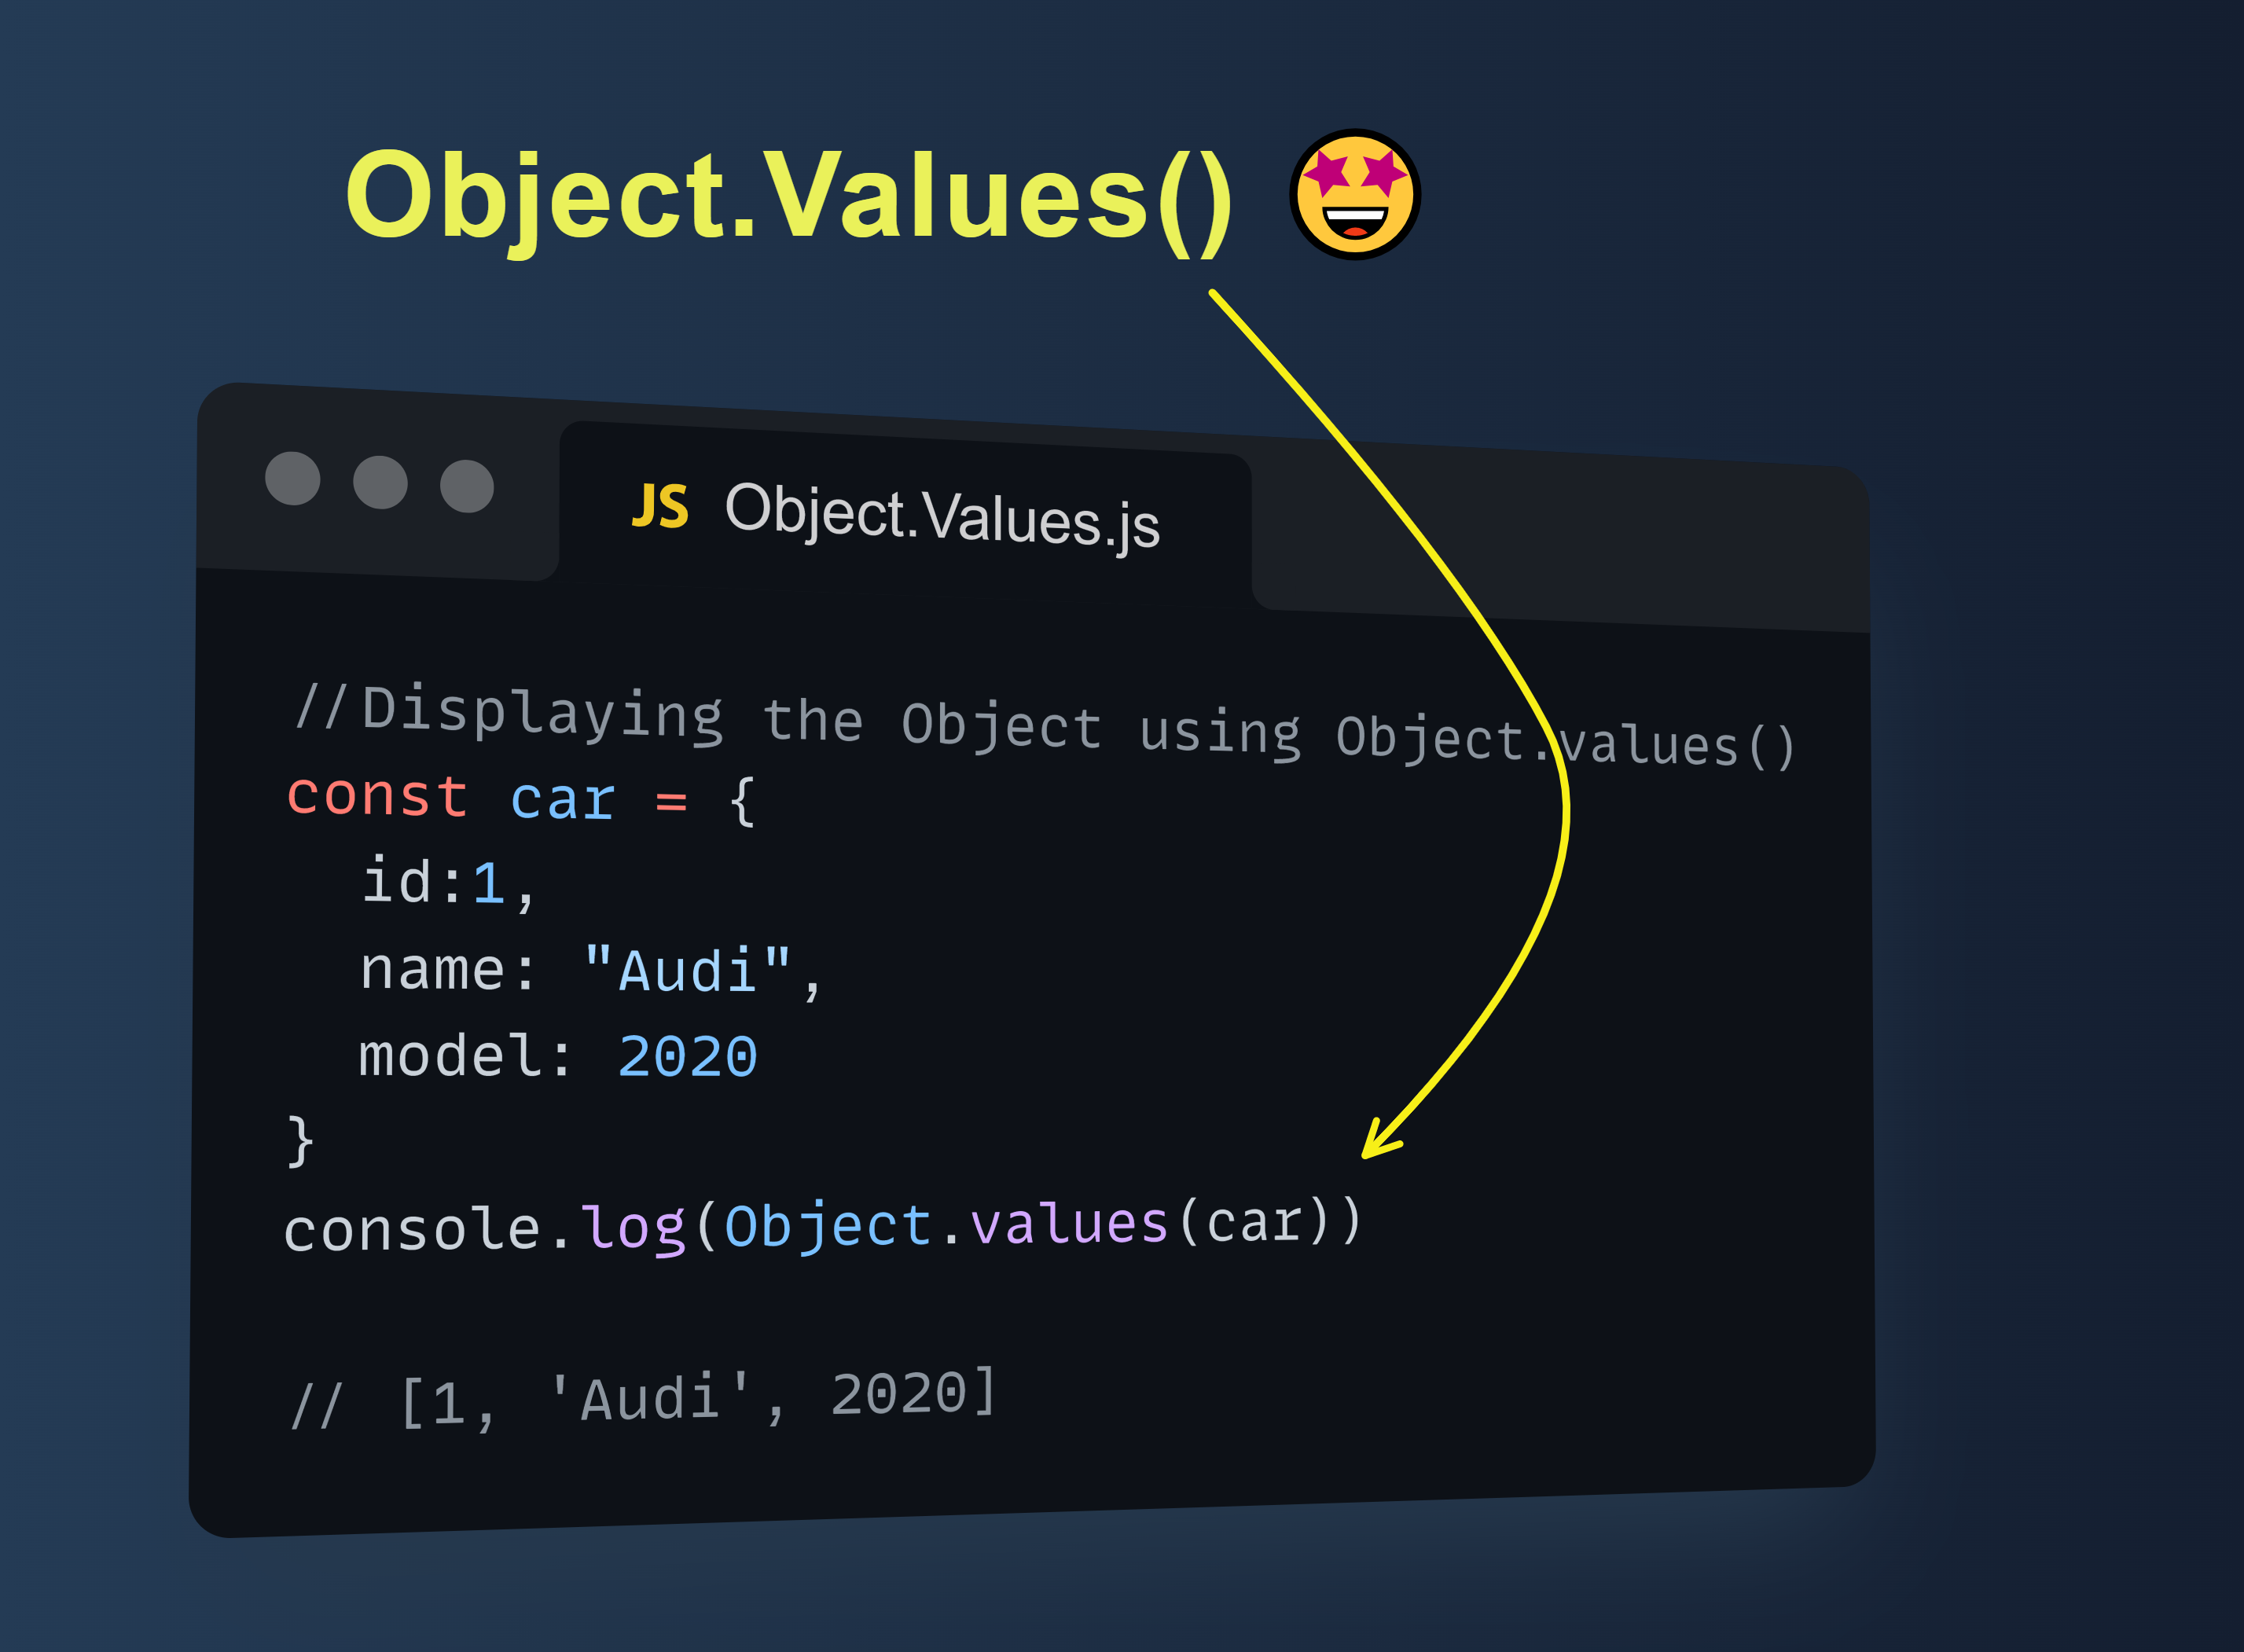 Object.Values()
JS Object.Values.js
//Displaying the Object using Object.values()
const car = {
id:1,
name: "Audi",
model: 2020
}
console.log(Object.values(car))
// [1, 'Audi', 2020]